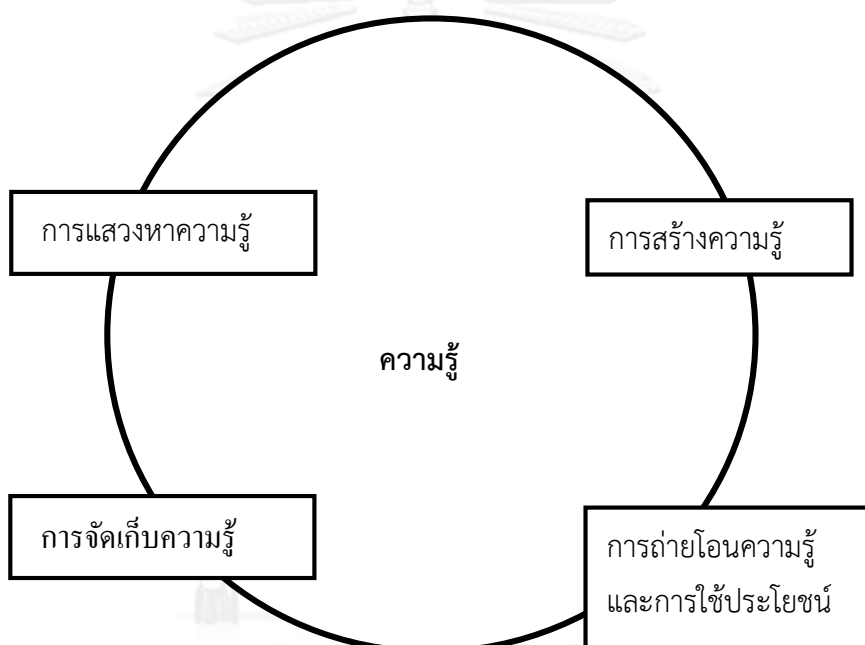 การแสวงหาความรู้
การสร้างความรู้
ความรู้
การจัดเก็บความรู้
การถ่ายโอนความรู้
และการใช้ประโยชน์